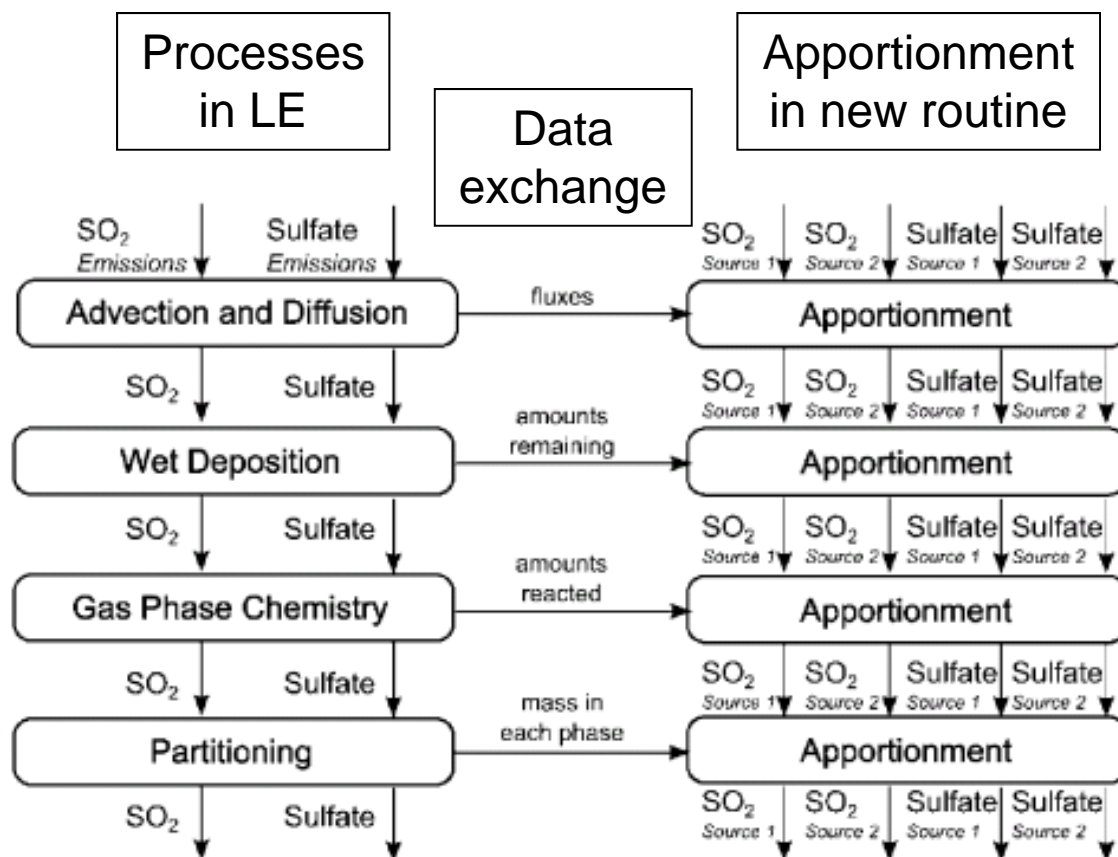 Processes
in LE
Data
exchange
Apportionment
in new routine
SO₂
Emissions
Sulfate
Emissions
SO₂
Source 1
SO₂
Source 2
Sulfate
Source 1
Sulfate
Source 2
Advection and Diffusion
fluxes
Apportionment
SO₂
Sulfate
SO₂
Source 1
SO₂
Source 2
Sulfate
Source 1
Sulfate
Source 2
Wet Deposition
amounts
remaining
Apportionment
SO₂
Sulfate
SO₂
Source 1
SO₂
Source 2
Sulfate
Source 1
Sulfate
Source 2
Gas Phase Chemistry
amounts
reacted
Apportionment
SO₂
Sulfate
SO₂
Source 1
SO₂
Source 2
Sulfate
Source 1
Sulfate
Source 2
Partitioning
mass in
each phase
Apportionment
SO₂
Sulfate
SO₂
Source 1
SO₂
Source 2
Sulfate
Source 1
Sulfate
Source 2